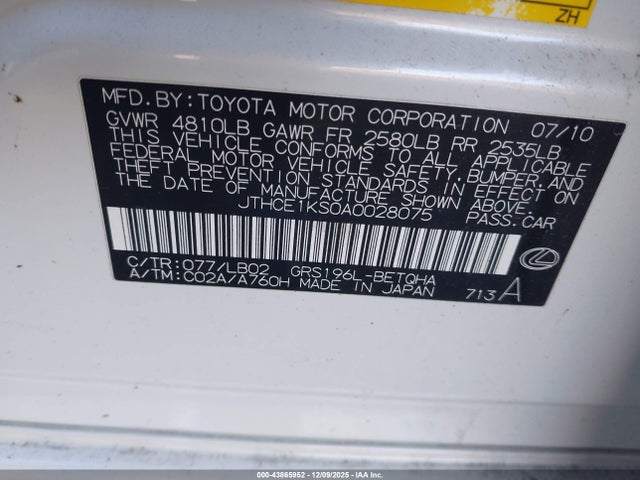 ZH
MFD.BY:TOYOTA MOTOR CORPORATION 07/10
GVWR 4810LB GAWR FR 2580LB RR 2535LB
THIS VEHICLE CONFORMS TO ALL APPLICABLE
FEDERAL MOTOR VEHICLE SAFETY,BUMPER,AND
THEFT PREVENTION STANDARDS IN EFFECT ON
THE DATE OF MANUFACTURE SHOWN ABOVE.
JTHCE1KS0A0028075 PASS.CAR
C/TR:077/LB02 GRS196L-BETQHA
A/TM:C02A/A760H MADE IN JAPAN 713A
000-43865952 - 12/09/2025 - IAAI.com